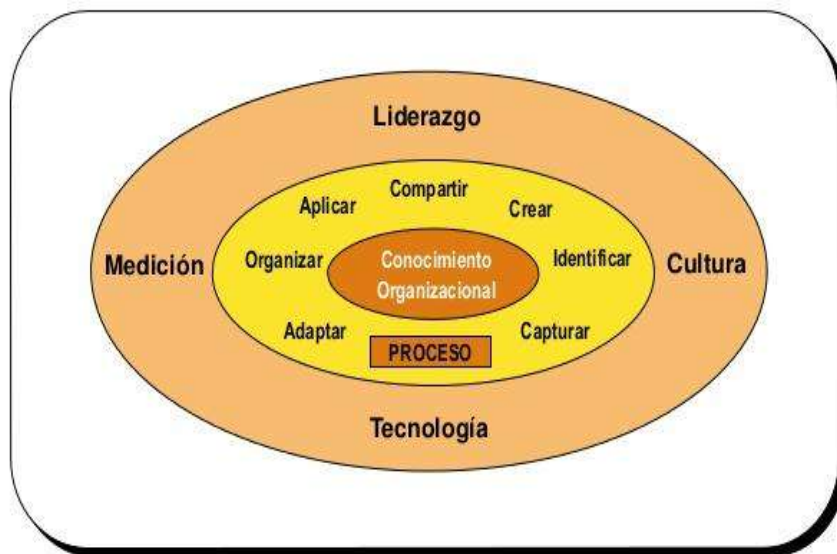 Liderazgo
Compartir
Aplicar
Crear
Medición
Organizar
Conocimiento
Organizacional
Identificar
Cultura
Adaptar
PROCESO
Capturar
Tecnología